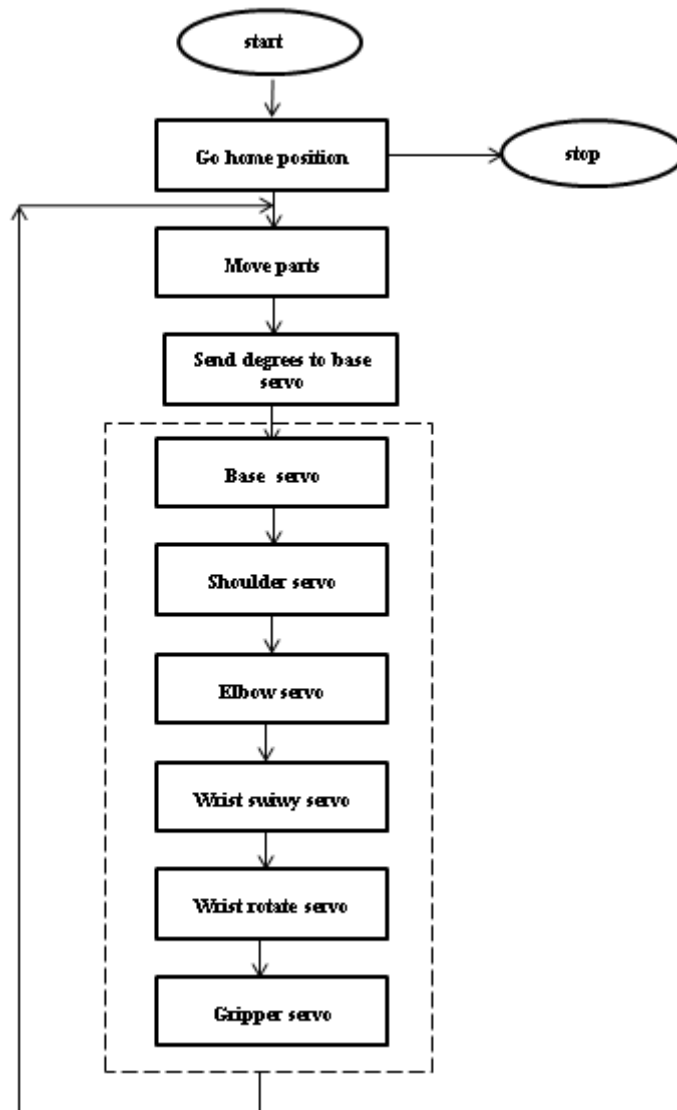 start
Go home position
stop
Move parts
Send degrees to base
servo
Base servo
Shoulder servo
Elbow servo
Wrist swiwy servo
Wrist rotate servo
Gripper servo